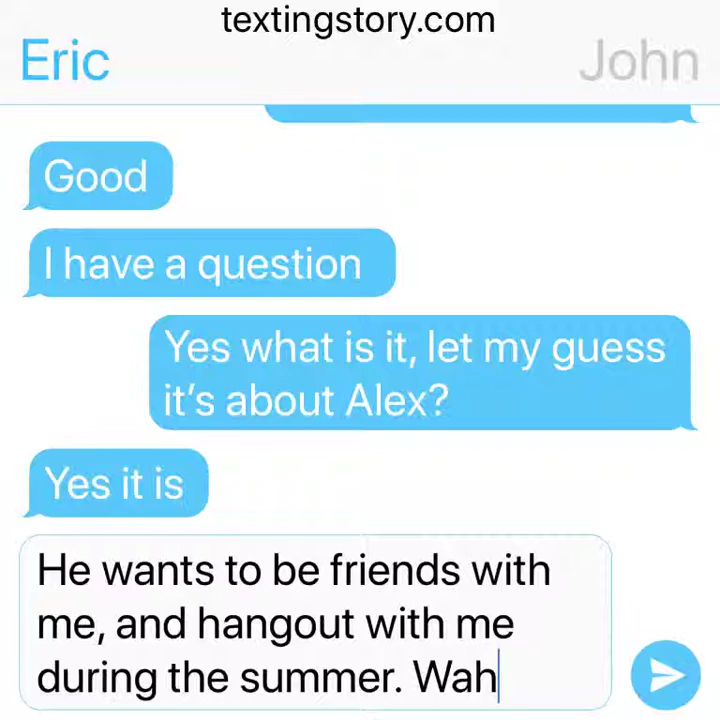 textingstory.com
Eric
John
Good
I have a question
Yes what is it, let my guess
it's about Alex?
Yes it is
He wants to be friends with
me, and hangout with me
during the summer. Wah